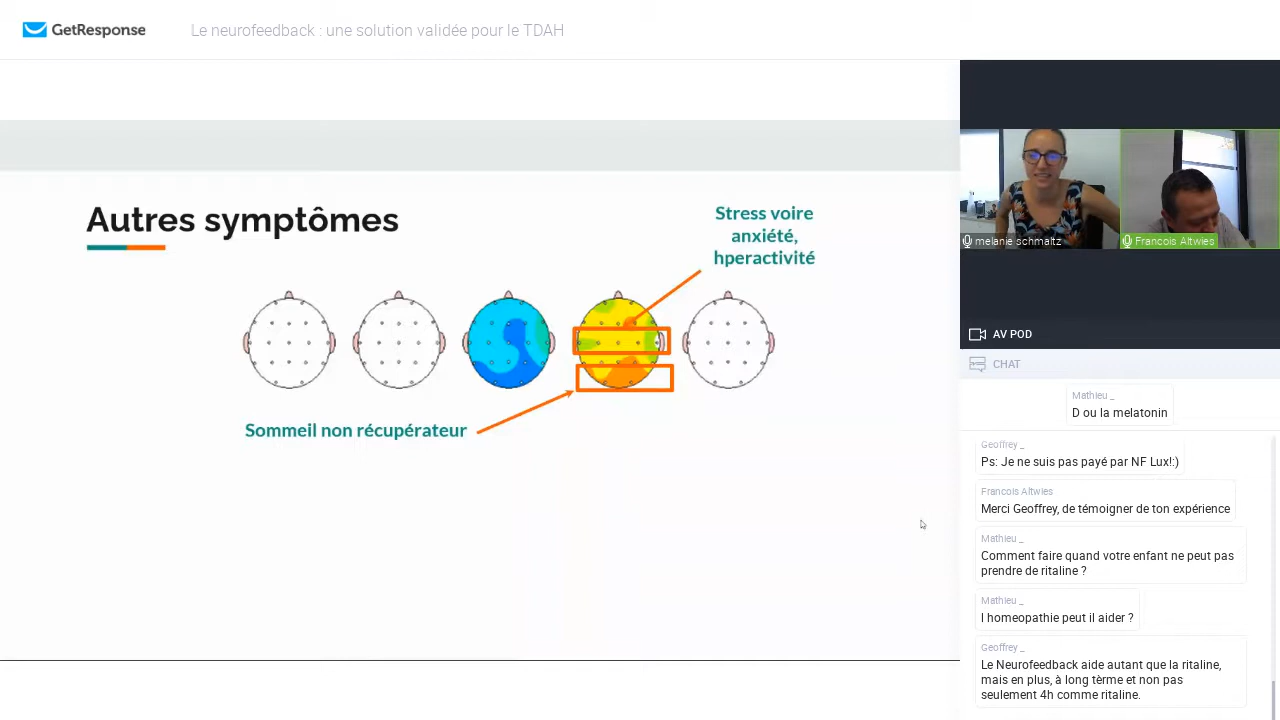 GetResponse
Le neurofeedback : une solution validée pour le TDAH
Autres symptômes
Stress voire
anxiété,
hperactivité
Sommeil non récupérateur
melanie schmaltz
Francois Altwies
AV POD
CHAT
Mathieu _
D ou la melatonin
Geoffrey _
Ps: Je ne suis pas payé par NF Lux!:)
Francois Altwies
Merci Geoffrey, de témoigner de ton expérience
Mathieu _
Comment faire quand votre enfant ne peut pas
prendre de ritaline ?
Mathieu _
l homeopathie peut il aider ?
Geoffrey _
Le Neurofeedback aide autant que la ritaline,
mais en plus, à long tèrme et non pas
seulement 4h comme ritaline.